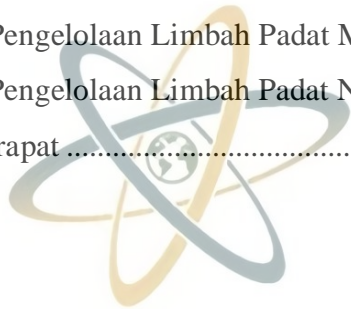 Pengelolaan Limbah Padat M
Pengelolaan Limbah Padat N
rapat ....................................